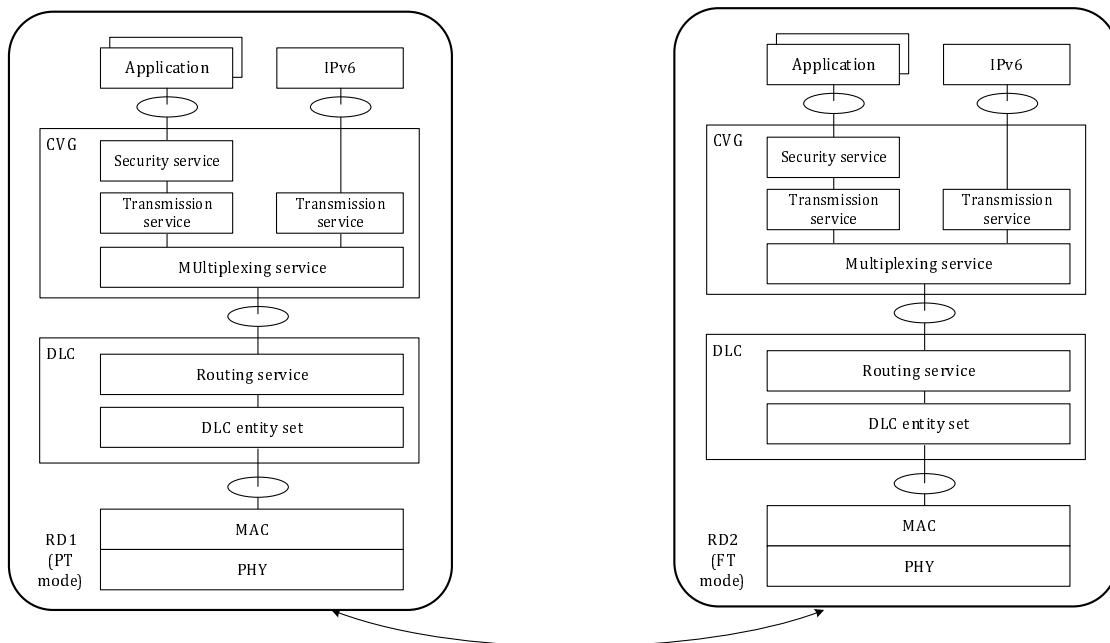 Application
IPv6
CVG
Security service
Transmission
service
Transmission
service
MUltiplexing service
DLC
Routing service
DLC entity set
MAC
RD1
(PT
mode)
PHY
Application
IPv6
CVG
Security service
Transmission
service
Transmission
service
Multiplexing service
DLC
Routing service
DLC entity set
MAC
RD2
(FT
mode)
PHY